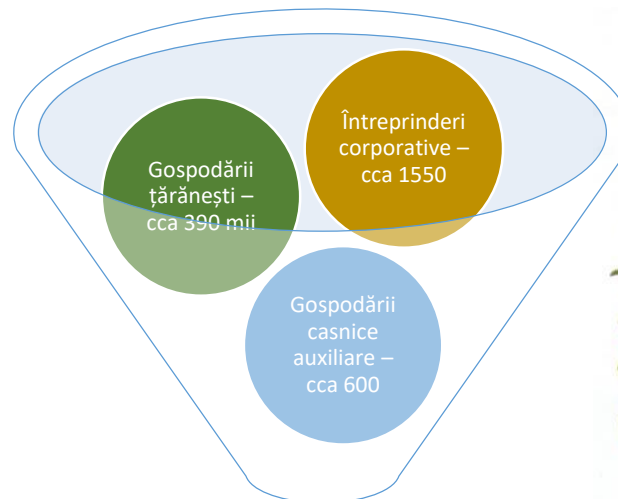 Gospodării
țărănești –
cca 390 mii
Întreprinderi
corporative –
cca 1550
Gospodării
casnice
auxiliare –
cca 600